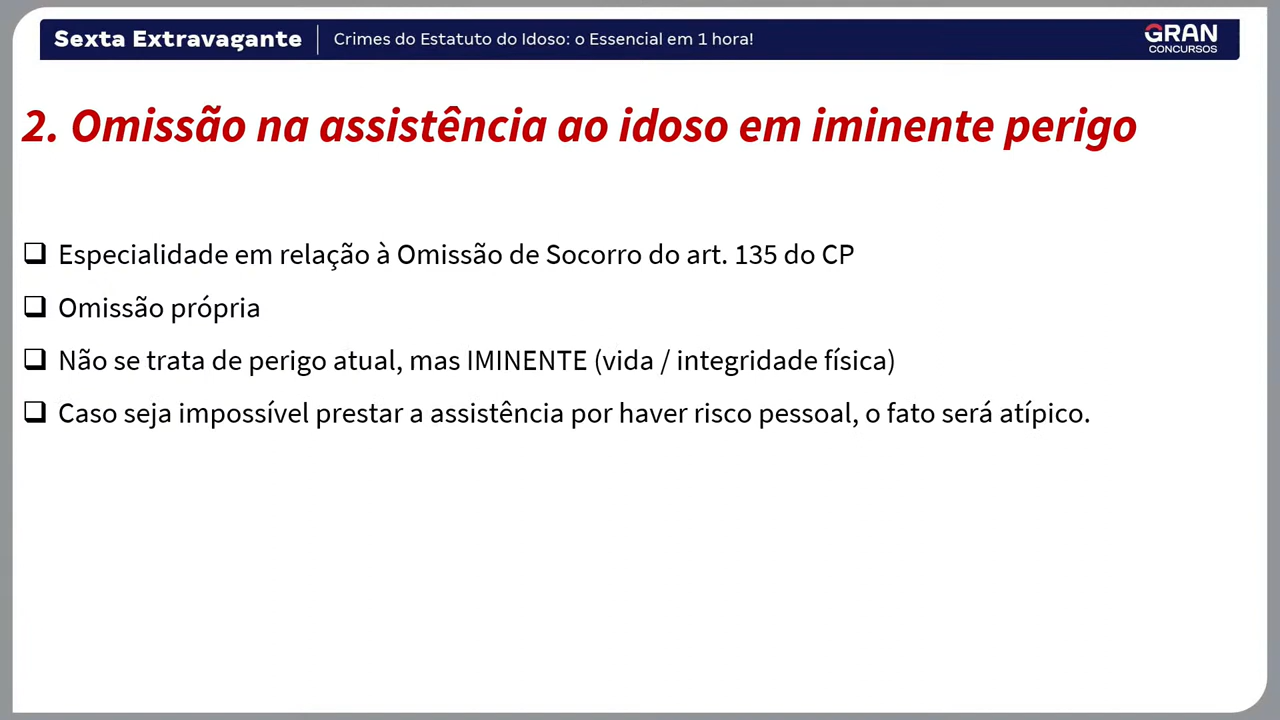 Sexta Extravagante
Crimes do Estatuto do Idoso: o Essencial em 1 hora!
GRAN
CONCURSOS
2. Omissão na assistência ao idoso em iminente perigo
❑ Especialidade em relação à Omissão de Socorro do art. 135 do CP
❑ Omissão própria
❑ Não se trata de perigo atual, mas IMINENTE (vida / integridade física)
❑ Caso seja impossível prestar a assistência por haver risco pessoal, o fato será atípico.